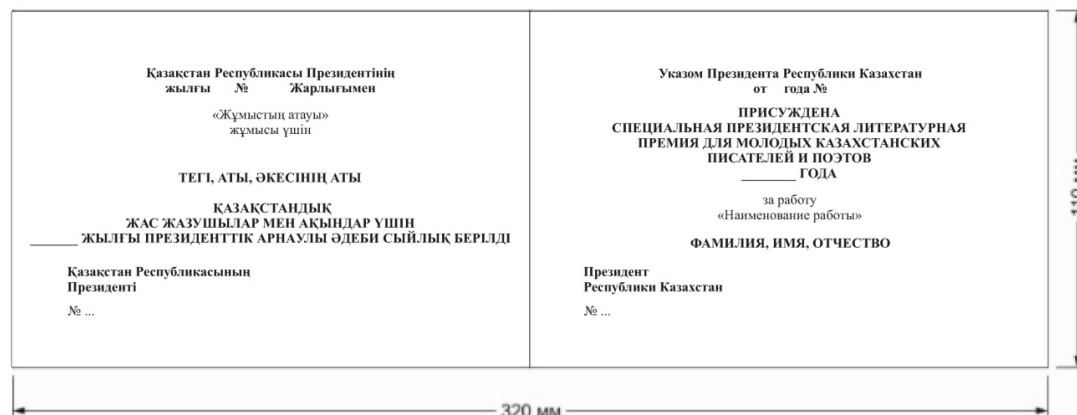 Қазақстан Республикасы Президентінің
жылғы № Жарлығымен
«Жұмыстың атауы»
жұмысы үшін
ТЕГІ, АТЫ, ӘКЕСІНІҢ АТЫ
ҚАЗАҚСТАНДЫҚ
ЖАС ЖАЗУШЫЛАР МЕН АҚЫНДАР ҮШІН
_______ ЖЫЛҒЫ ПРЕЗИДЕНТТІК АРНАУЛЫ ӘДЕБИ СЫЙЛЫҚ БЕРІЛДІ
Қазақстан Республикасының
Президенті
№ ...
Указом Президента Республики Казахстан
от года №
ПРИСУЖДЕНА
СПЕЦИАЛЬНАЯ ПРЕЗИДЕНТСКАЯ ЛИТЕРАТУРНАЯ
ПРЕМИЯ ДЛЯ МОЛОДЫХ КАЗАХСТАНСКИХ
ПИСАТЕЛЕЙ И ПОЭТОВ
________ ГОДА
за работу
«Наименование работы»
ФАМИЛИЯ, ИМЯ, ОТЧЕСТВО
Президент
Республики Казахстан
№ ...
110 мм
320 мм